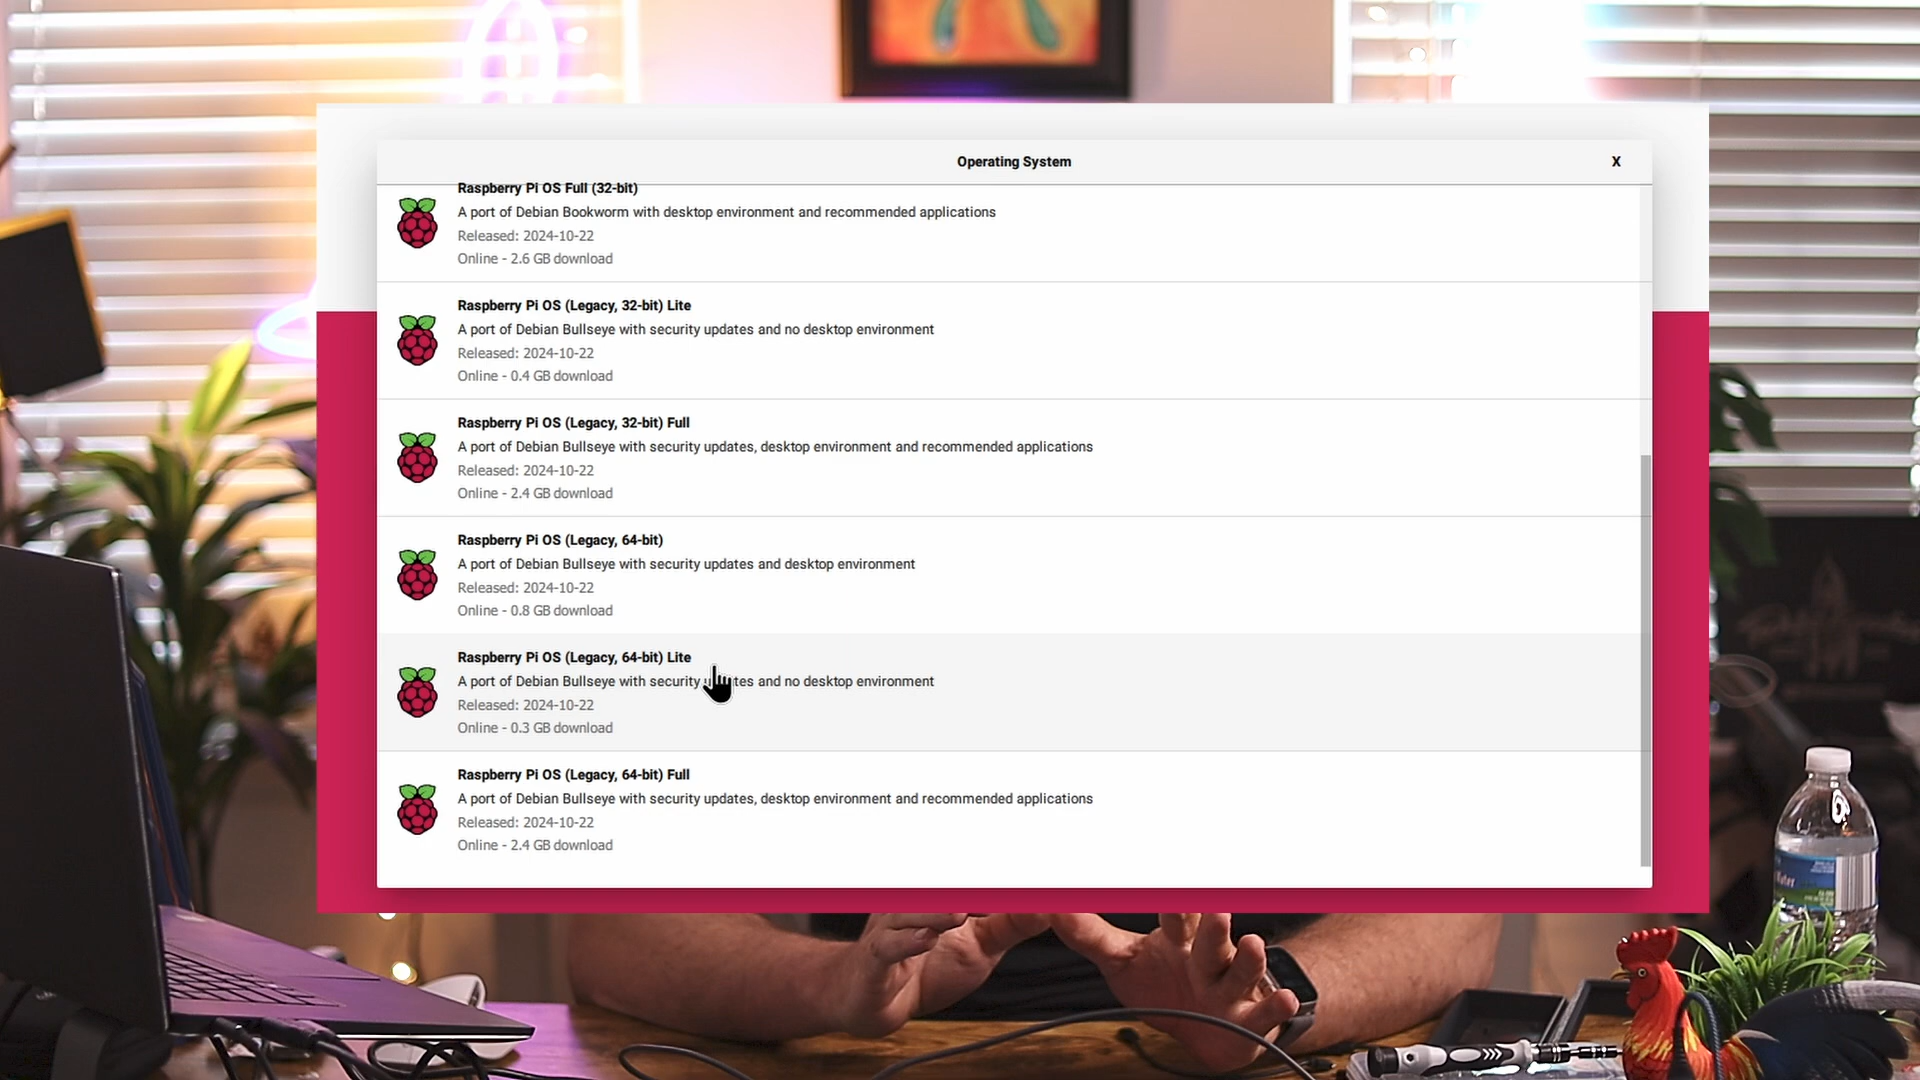 Operating System
X
Raspberry Pi OS Full (32-bit)
A port of Debian Bookworm with desktop environment and recommended applications
Released: 2024-10-22
Online - 2.6 GB download
Raspberry Pi OS (Legacy, 32-bit) Lite
A port of Debian Bullseye with security updates and no desktop environment
Released: 2024-10-22
Online - 0.4 GB download
Raspberry Pi OS (Legacy, 32-bit) Full
A port of Debian Bullseye with security updates, desktop environment and recommended applications
Released: 2024-10-22
Online - 2.4 GB download
Raspberry Pi OS (Legacy, 64-bit)
A port of Debian Bullseye with security updates and desktop environment
Released: 2024-10-22
Online - 0.8 GB download
Raspberry Pi OS (Legacy, 64-bit) Lite
A port of Debian Bullseye with security updates and no desktop environment
Released: 2024-10-22
Online - 0.3 GB download
Raspberry Pi OS (Legacy, 64-bit) Full
A port of Debian Bullseye with security updates, desktop environment and recommended applications
Released: 2024-10-22
Online - 2.4 GB download